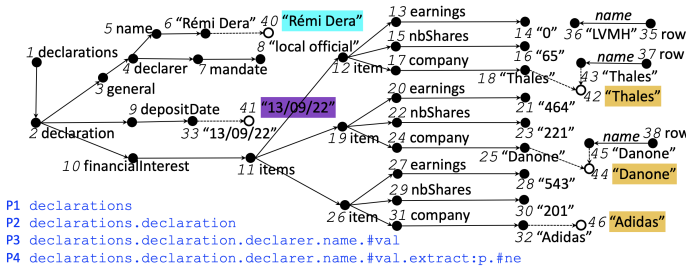 1 declarations
2 declaration
3 general
4 declarer
5 name
6 “Rémi Dera”
40 “Rémi Dera”
7 mandate
8 “local official”
9 depositDate
33 “13/09/22”
41 “13/09/22”
10 financialInterest
11 items
12 item
13 earnings
14 “0”
15 nbShares
16 “65”
17 company
18 “Thales”
19 item
20 earnings
21 “464”
22 nbShares
23 “221”
24 company
25 “Danone”
26 item
27 earnings
28 “543”
29 nbShares
30 “201”
31 company
32 “Adidas”
name
36 “LVMH” 35 row
name 37 row
43 “Thales”
42 “Thales”
name 38 row
45 “Danone”
44 “Danone”
46 “Adidas”
P1 declarations
P2 declarations.declaration
P3 declarations.declaration.declarer.name.#val
P4 declarations.declaration.declarer.name.#val.extract:p.#ne